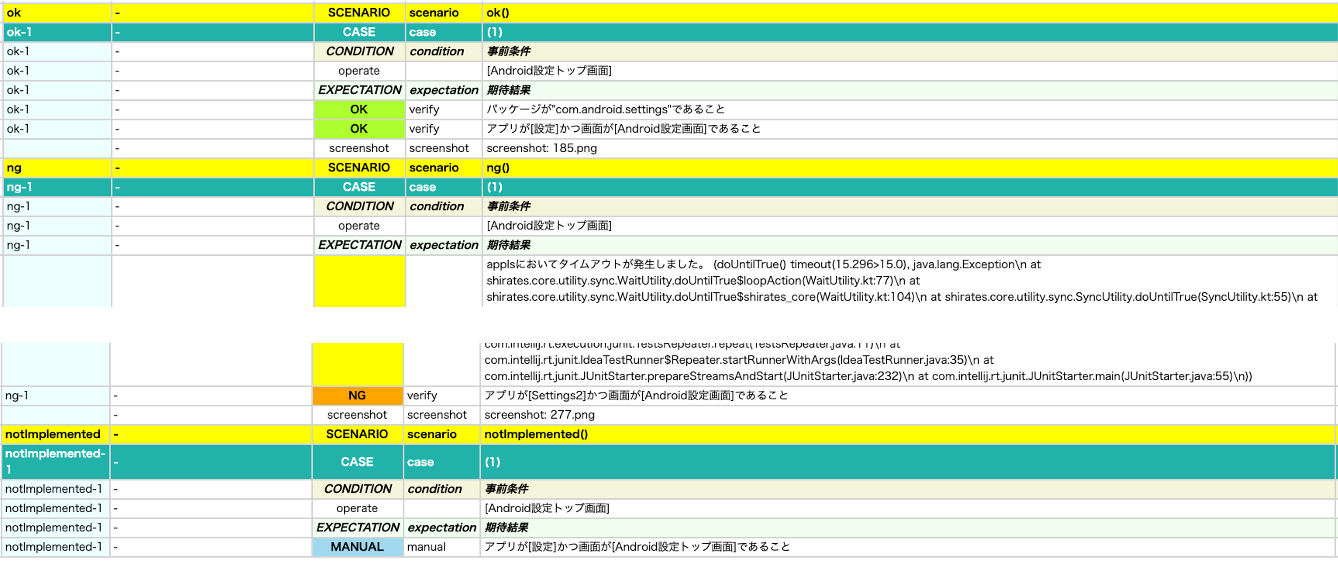 ok - SCENARIO scenario ok()
ok-1 - CASE case (1)
ok-1 - CONDITION condition 事前条件
ok-1 - operate [Android設定トップ画面]
ok-1 - EXPECTATION expectation 期待結果
ok-1 - OK verify パッケージが"com.android.settings"であること
ok-1 - OK verify アプリが[設定]かつ画面が[Android設定画面]であること
- screenshot screenshot screenshot: 185.png
ng - SCENARIO scenario ng()
ng-1 - CASE case (1)
ng-1 - CONDITION condition 事前条件
ng-1 - operate [Android設定トップ画面]
ng-1 - EXPECTATION expectation 期待結果
appIsにおいてタイムアウトが発生しました。 (doUntilTrue() timeout(15.296>15.0), java.lang.Exception\n at
shirates.core.utility.sync.WaitUtility.doUntilTrue$loopAction(WaitUtility.kt:77)\n at
shirates.core.utility.sync.WaitUtility.doUntilTrue$shirates_core(WaitUtility.kt:104)\n at shirates.core.utility.sync.SyncUtility.doUntilTrue(SyncUtility.kt:55)\n at
com.intellij.rt.execution.junit.TestsRepeater.repeat(TestsRepeater.java:11)\n at
com.intellij.rt.junit.IdeaTestRunner$Repeater.startRunnerWithArgs(IdeaTestRunner.java:35)\n at
com.intellij.rt.junit.JUnitStarter.prepareStreamsAndStart(JUnitStarter.java:232)\n at com.intellij.rt.junit.JUnitStarter.main(JUnitStarter.java:55)\n))
ng-1 - NG verify アプリが[Settings2]かつ画面が[Android設定画面]であること
- screenshot screenshot screenshot: 277.png
notImplemented - SCENARIO scenario notImplemented()
notImplemented-
1 - CASE case (1)
notImplemented-1 - CONDITION condition 事前条件
notImplemented-1 - operate [Android設定トップ画面]
notImplemented-1 - EXPECTATION expectation 期待結果
notImplemented-1 - MANUAL manual アプリが[設定]かつ画面が[Android設定トップ画面]であること